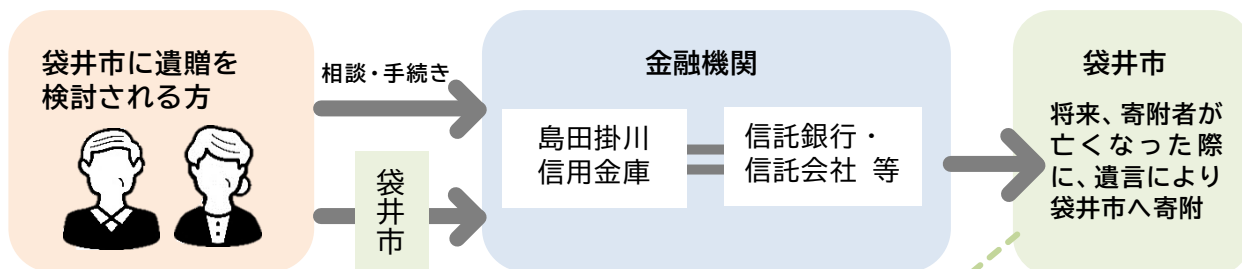 袋井市に遺贈を
検討される方
相談・手続き
袋井市
金融機関
島田掛川
信用金庫
信託銀行・
信託会社 等
袋井市
将来、寄附者が
亡くなった際
に、遺言により
袋井市へ寄附